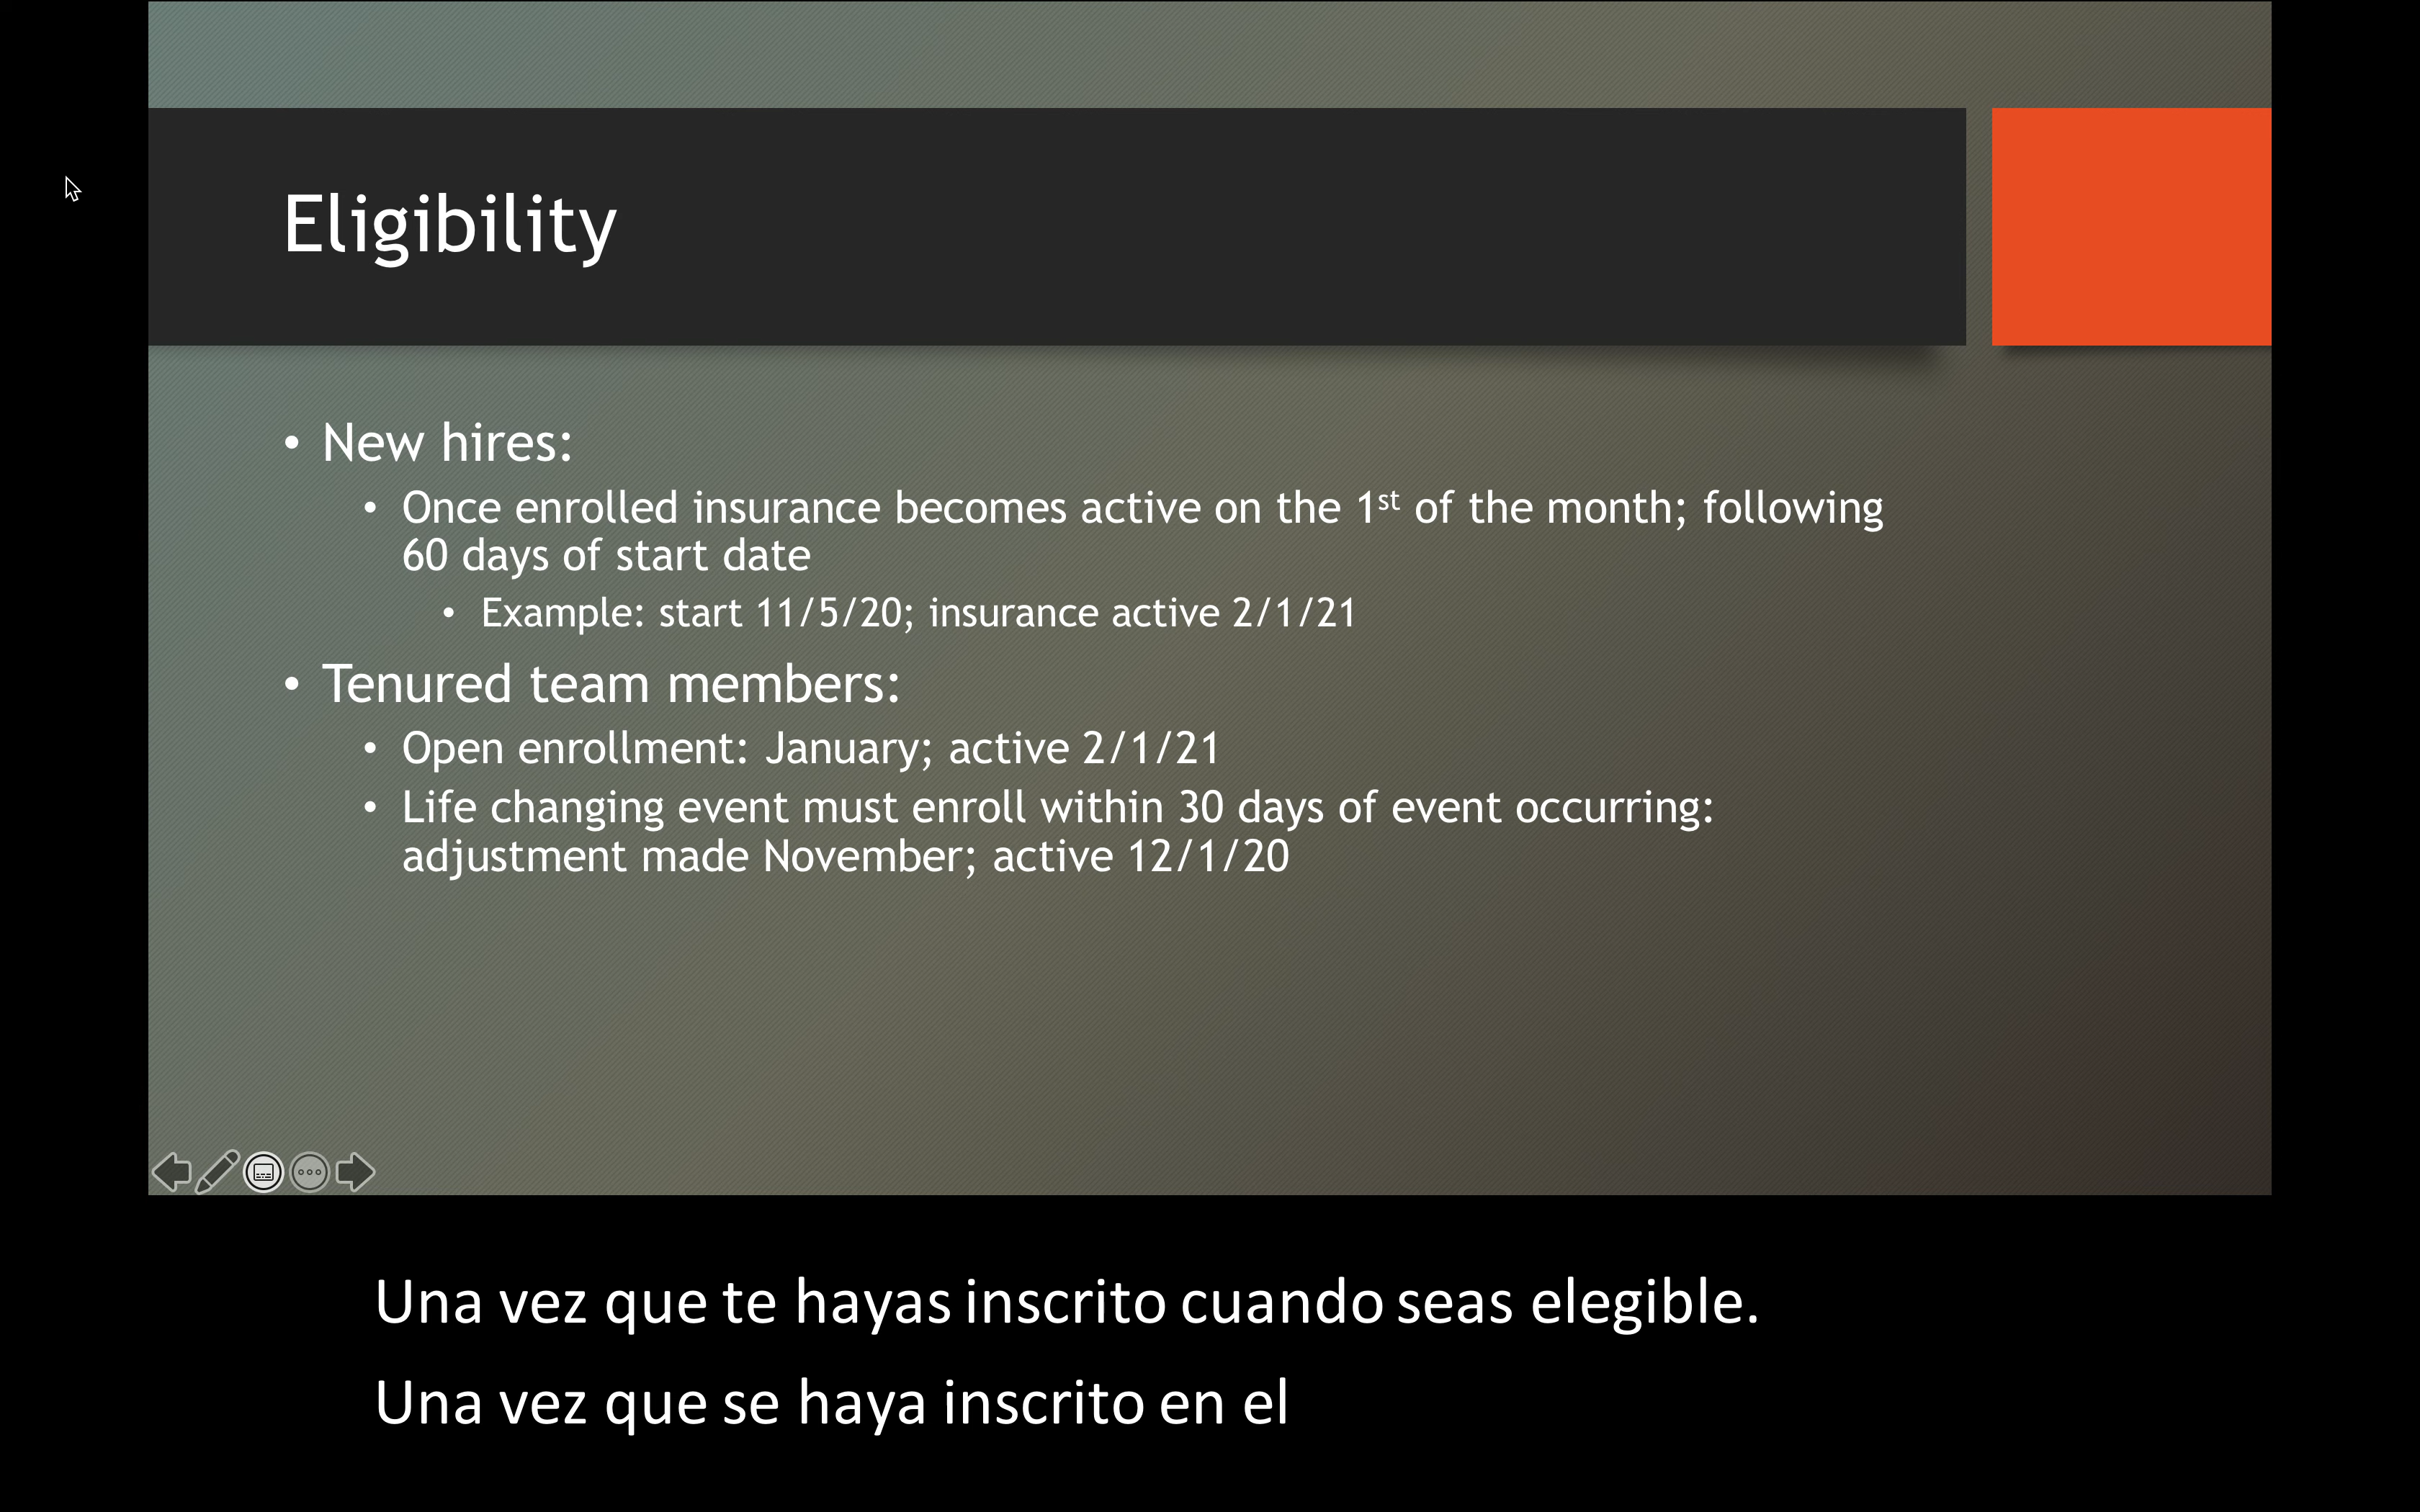 Eligibility
• New hires:
• Once enrolled insurance becomes active on the 1st of the month; following
60 days of start date
• Example: start 11/5/20; insurance active 2/1/21
• Tenured team members:
• Open enrollment: January; active 2/1/21
• Life changing event must enroll within 30 days of event occurring:
adjustment made November; active 12/1/20
Una vez que te hayas inscrito cuando seas elegible.
Una vez que se haya inscrito en el